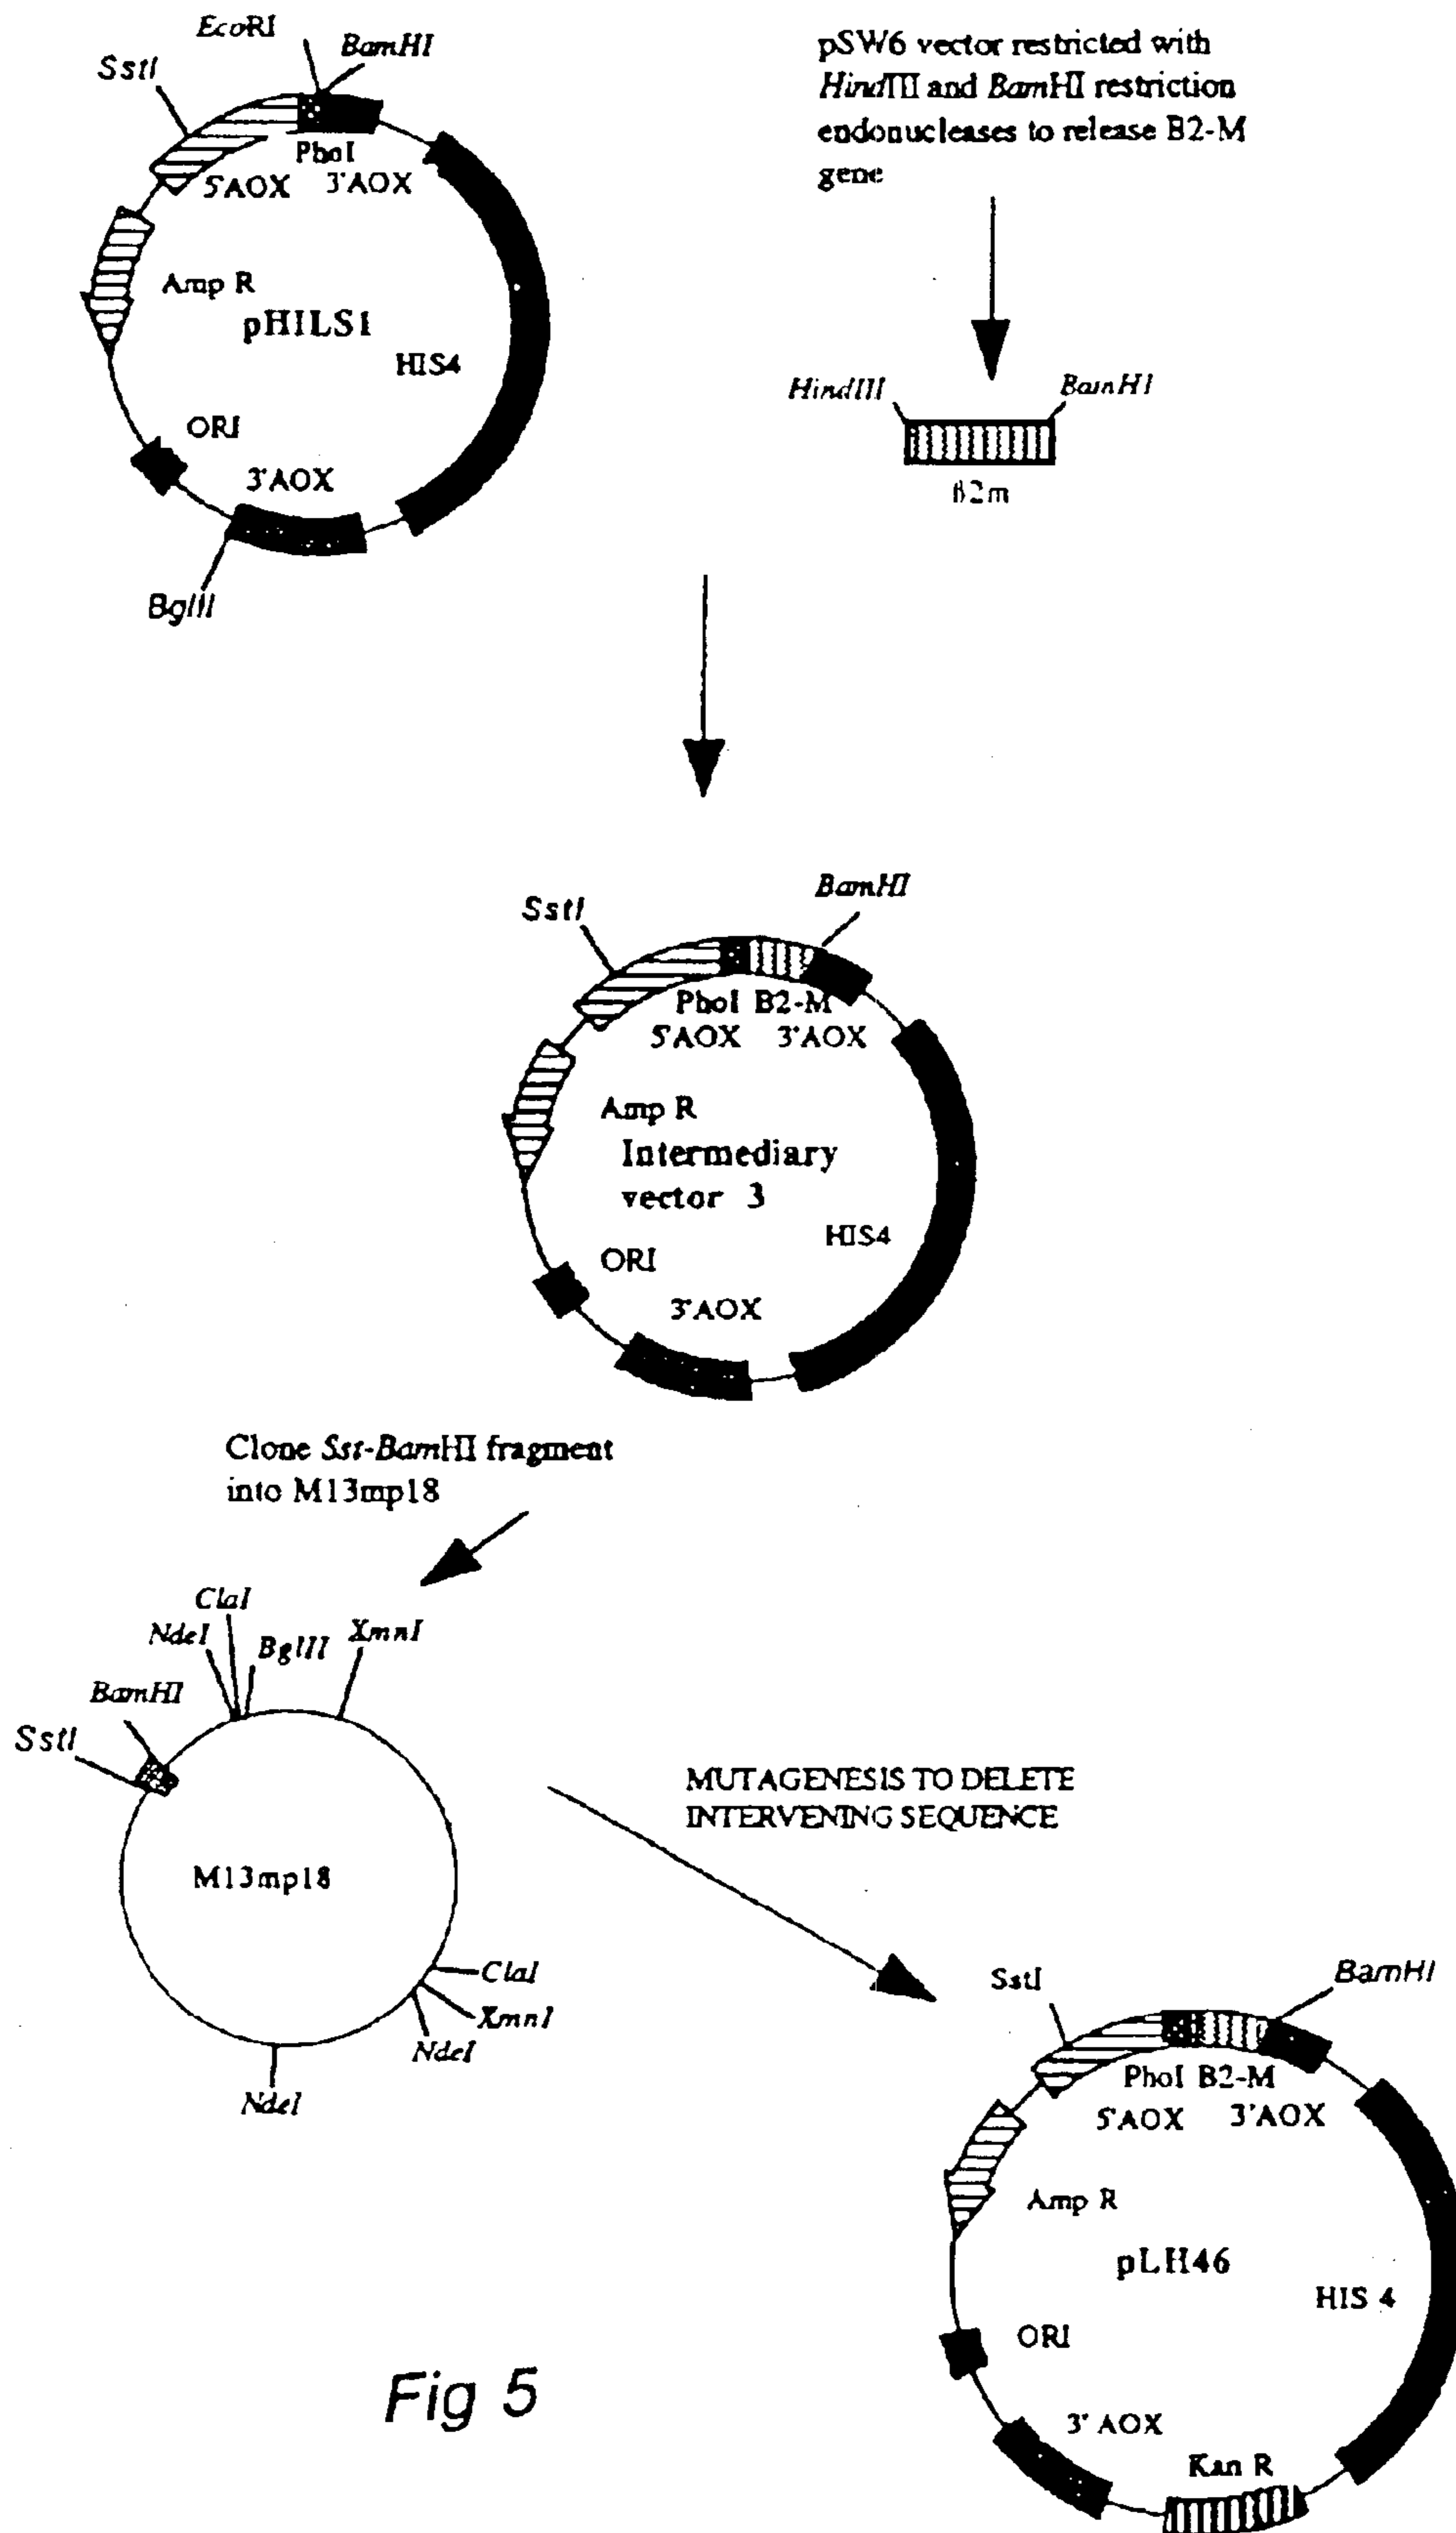 EcoRI
BamHI
SstI
PhoI
5'AOX 3'AOX
Amp R
pHILS1
HIS4
ORI
3'AOX
BglII
pSW6 vector restricted with
HindIII and BamHI restriction
endonucleases to release B2-M
gene
HindIII
BamHI
β2m
BamHI
SstI
PhoI B2-M
5'AOX 3'AOX
Amp R
Intermediary
vector 3
HIS4
ORI
3'AOX
Clone Sst-BamHI fragment
into M13mp18
ClaI
NdeI
BglII
XmnI
BamHI
SstI
M13mp18
ClaI
XmnI
NdeI
NdeI
MUTAGENESIS TO DELETE
INTERVENING SEQUENCE
SstI
BamHI
PhoI B2-M
5'AOX 3'AOX
Amp R
pLH46
HIS 4
ORI
3' AOX
Kan R
Fig 5